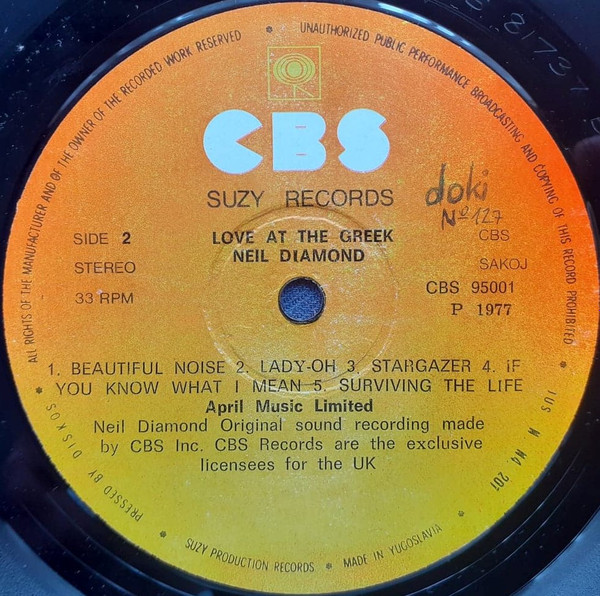 ALL RIGHTS OF THE MANUFACTURER AND OF THE OWNER OF THE RECORDED WORK RESERVED • UNAUTHORIZED PUBLIC PERFORMANCE BROADCASTING AND COPYING OF THIS RECORD PROHIBITED
CBS
SUZY RECORDS
doki
Nº 127
SIDE 2
LOVE AT THE GREEK
CBS
STEREO
NEIL DIAMOND
SAKOJ
33 RPM
CBS 95001
P 1977
1. BEAUTIFUL NOISE 2. LADY-OH 3. STARGAZER 4. IF
YOU KNOW WHAT I MEAN 5. SURVIVING THE LIFE
April Music Limited
Neil Diamond Original sound recording made
by CBS Inc. CBS Records are the exclusive
licensees for the UK
PRESSED BY DISKOS * SUZY PRODUCTION RECORDS * MADE IN YUGOSLAVIA * JUS N N4. 201